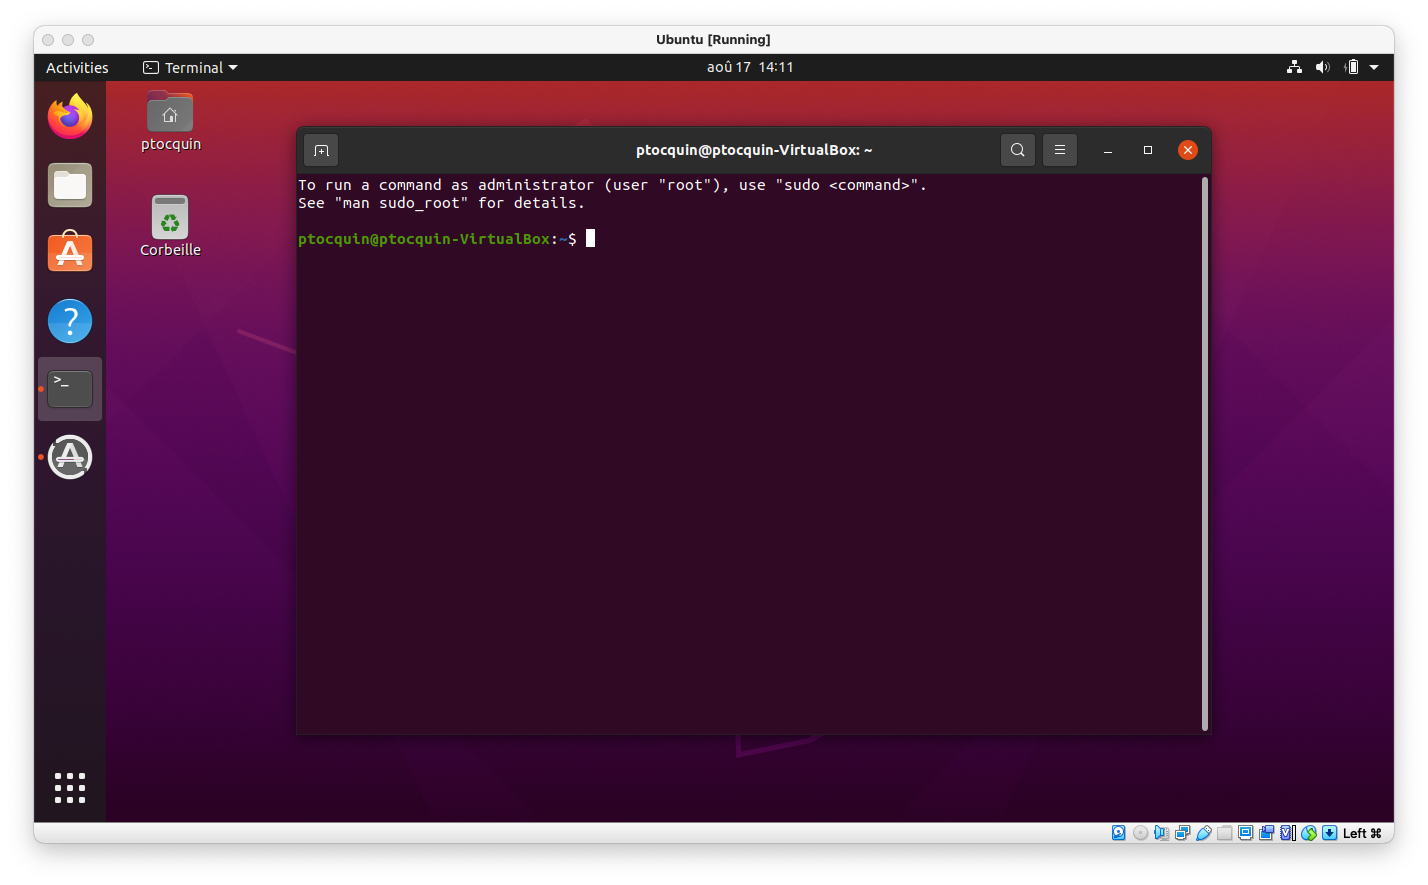 Ubuntu [Running]
Activities
Terminal
aoû 17 14:11
ptocquin
Corbeille
ptocquin@ptocquin-VirtualBox: ~
To run a command as administrator (user "root"), use "sudo <command>".
See "man sudo_root" for details.
ptocquin@ptocquin-VirtualBox:~$
Left ⌘